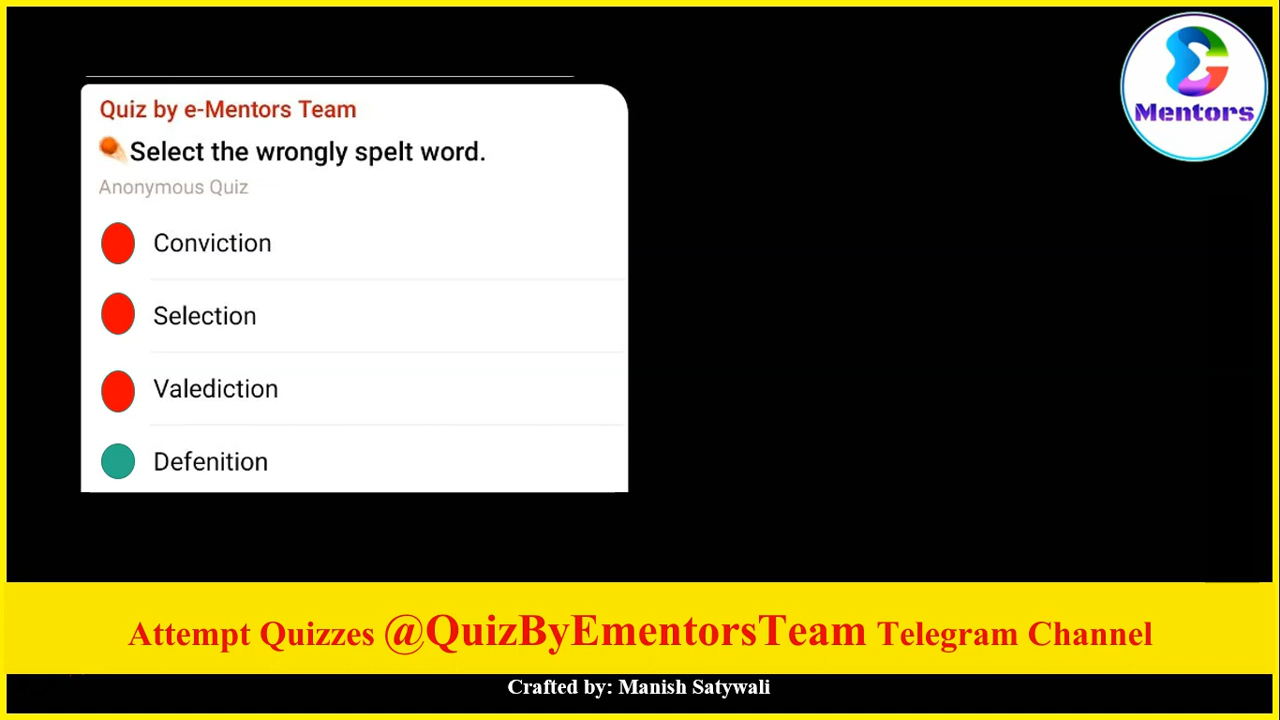 Mentors
Quiz by e-Mentors Team
Select the wrongly spelt word.
Anonymous Quiz
Conviction
Selection
Valediction
Defenition
Attempt Quizzes @QuizByEmentorsTeam Telegram Channel
Crafted by: Manish Satywali